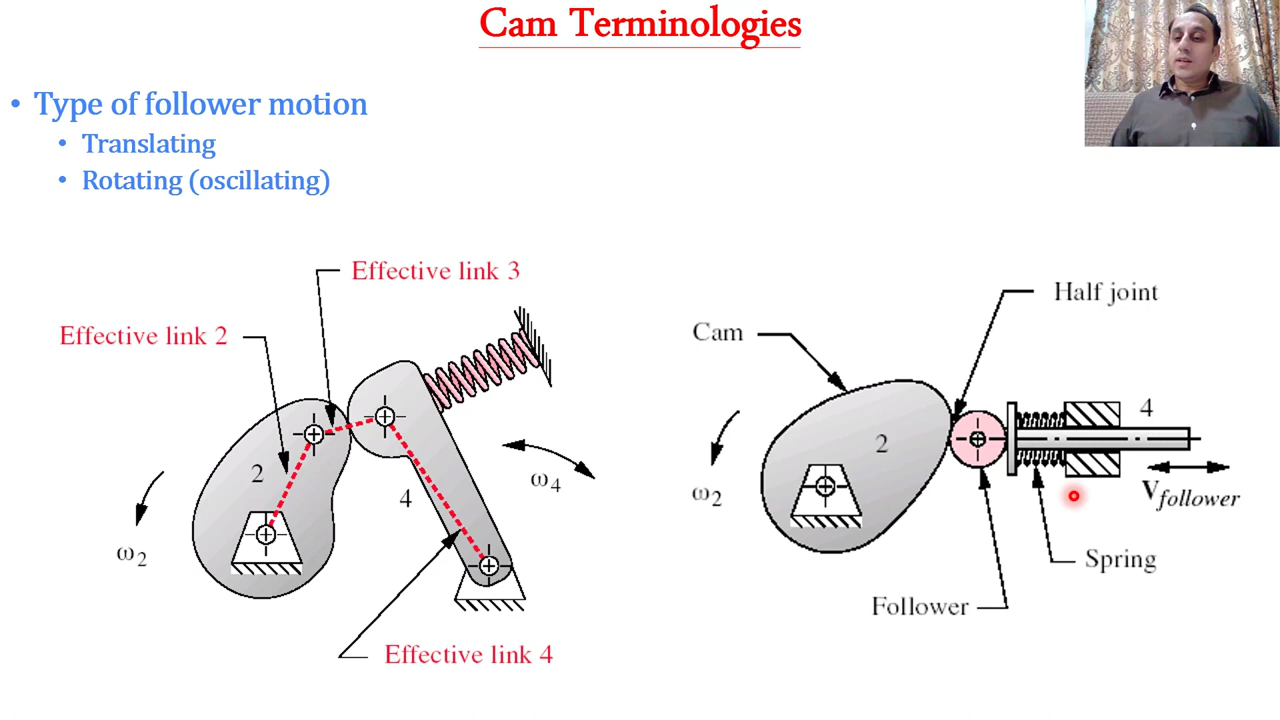 Cam Terminologies
• Type of follower motion
• Translating
• Rotating (oscillating)
Effective link 3
Effective link 2
2
4
ω2
ω4
Effective link 4
Half joint
Cam
2
4
ω2
Vfollower
Spring
Follower